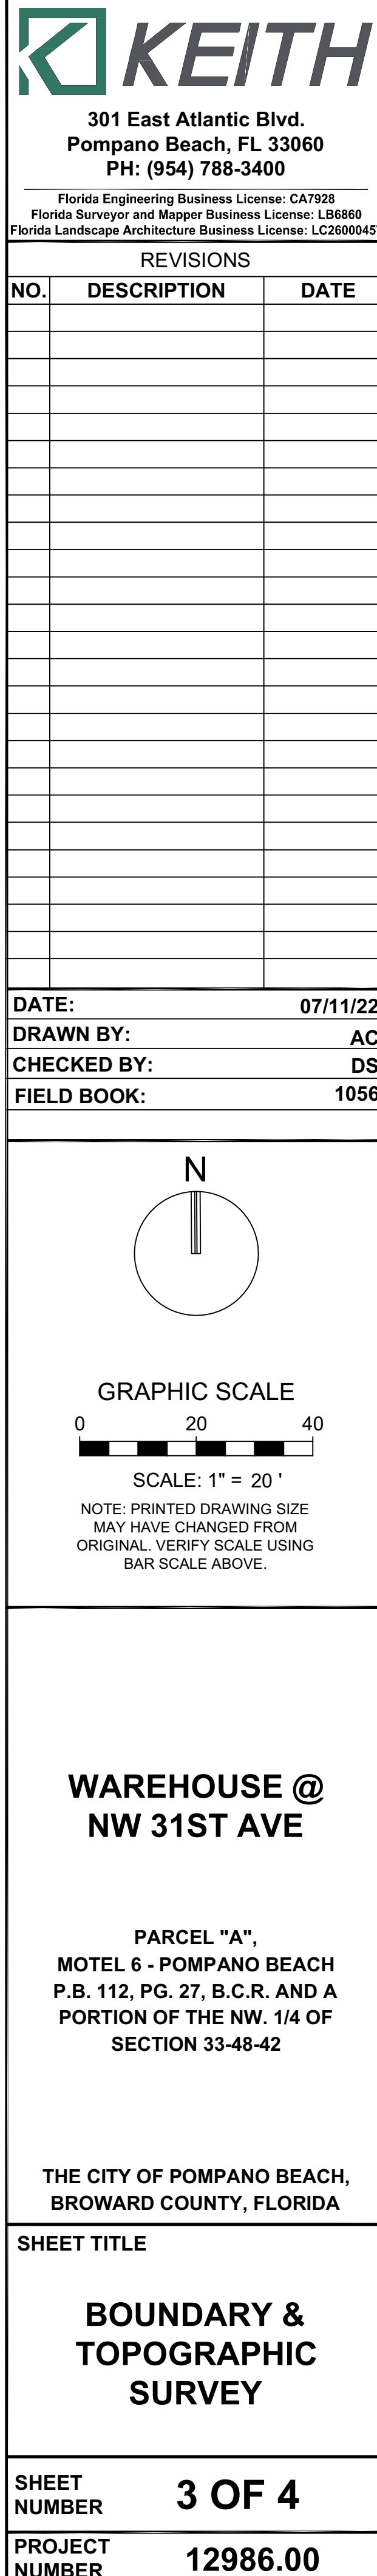 KEITH
301 East Atlantic Blvd.
Pompano Beach, FL 33060
PH: (954) 788-3400
Florida Engineering Business License: CA7928
Florida Surveyor and Mapper Business License: LB6860
Florida Landscape Architecture Business License: LC2600045
REVISIONS
NO. DESCRIPTION DATE
DATE: 07/11/22
DRAWN BY: AC
CHECKED BY: DS
FIELD BOOK: 1056
N
GRAPHIC SCALE
0 20 40
SCALE: 1" = 20 '
NOTE: PRINTED DRAWING SIZE
MAY HAVE CHANGED FROM
ORIGINAL. VERIFY SCALE USING
BAR SCALE ABOVE.
WAREHOUSE @
NW 31ST AVE
PARCEL "A",
MOTEL 6 - POMPANO BEACH
P.B. 112, PG. 27, B.C.R. AND A
PORTION OF THE NW. 1/4 OF
SECTION 33-48-42
THE CITY OF POMPANO BEACH,
BROWARD COUNTY, FLORIDA
SHEET TITLE
BOUNDARY &
TOPOGRAPHIC
SURVEY
SHEET
NUMBER 3 OF 4
PROJECT
NUMBER 12986.00